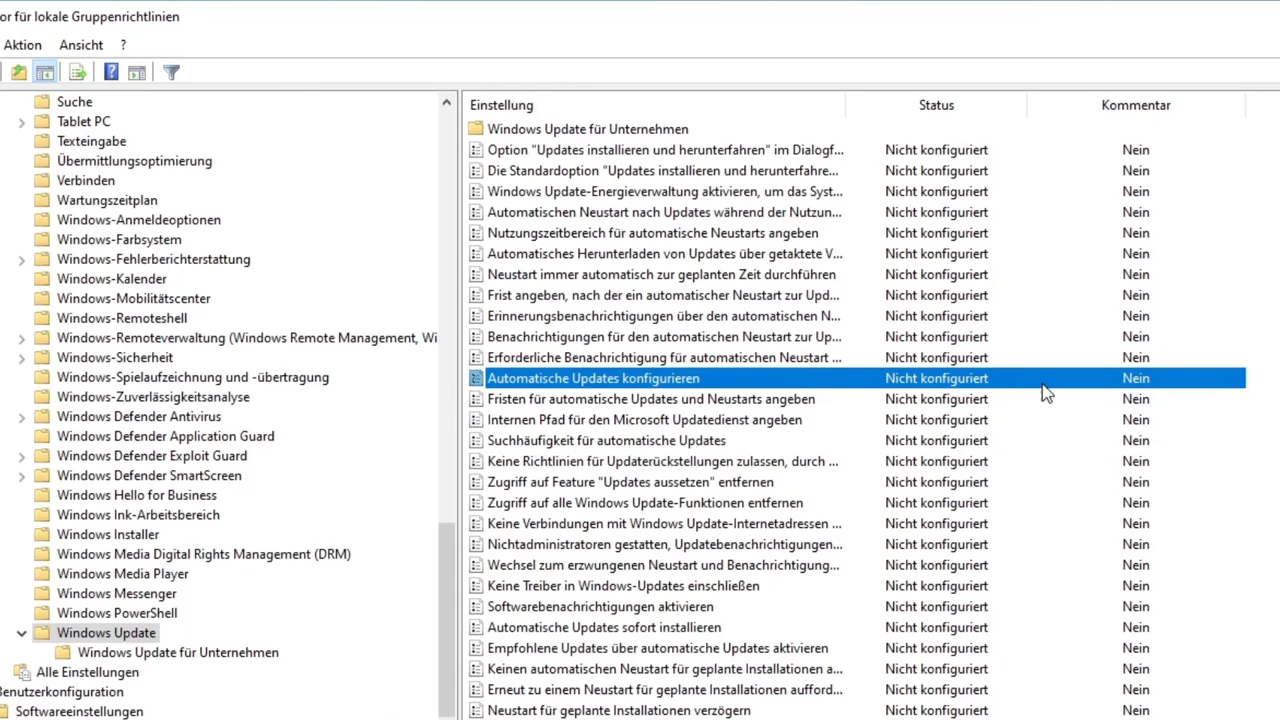 or für lokale Gruppenrichtlinien
Aktion Ansicht ?
Suche
Tablet PC
Texteingabe
Übermittlungsoptimierung
Verbinden
Wartungszeitplan
Windows-Anmeldeoptionen
Windows-Farbsystem
Windows-Fehlerberichterstattung
Windows-Kalender
Windows-Mobilitätscenter
Windows-Remoteshell
Windows-Remoteverwaltung (Windows Remote Management, Wi
Windows-Sicherheit
Windows-Spielaufzeichnung und -übertragung
Windows-Zuverlässigkeitsanalyse
Windows Defender Antivirus
Windows Defender Application Guard
Windows Defender Exploit Guard
Windows Defender SmartScreen
Windows Hello for Business
Windows Ink-Arbeitsbereich
Windows Installer
Windows Media Digital Rights Management (DRM)
Windows Media Player
Windows Messenger
Windows PowerShell
Windows Update
Windows Update für Unternehmen
Alle Einstellungen
Benutzerkonfiguration
Softwareeinstellungen
Einstellung Status Kommentar
Windows Update für Unternehmen
Option "Updates installieren und herunterfahren" im Dialogf... Nicht konfiguriert Nein
Die Standardoption "Updates installieren und herunterfahre... Nicht konfiguriert Nein
Windows Update-Energieverwaltung aktivieren, um das Syst... Nicht konfiguriert Nein
Automatischen Neustart nach Updates während der Nutzun... Nicht konfiguriert Nein
Nutzungszeitbereich für automatische Neustarts angeben Nicht konfiguriert Nein
Automatisches Herunterladen von Updates über getaktete V... Nicht konfiguriert Nein
Neustart immer automatisch zur geplanten Zeit durchführen Nicht konfiguriert Nein
Frist angeben, nach der ein automatischer Neustart zur Upd... Nicht konfiguriert Nein
Erinnerungsbenachrichtigungen über den automatischen N... Nicht konfiguriert Nein
Benachrichtigungen für den automatischen Neustart zur Up... Nicht konfiguriert Nein
Erforderliche Benachrichtigung für automatischen Neustart ... Nicht konfiguriert Nein
Automatische Updates konfigurieren Nicht konfiguriert Nein
Fristen für automatische Updates und Neustarts angeben Nicht konfiguriert Nein
Internen Pfad für den Microsoft Updatedienst angeben Nicht konfiguriert Nein
Suchhäufigkeit für automatische Updates Nicht konfiguriert Nein
Keine Richtlinien für Updaterückstellungen zulassen, durch ... Nicht konfiguriert Nein
Zugriff auf Feature "Updates aussetzen" entfernen Nicht konfiguriert Nein
Zugriff auf alle Windows Update-Funktionen entfernen Nicht konfiguriert Nein
Keine Verbindungen mit Windows Update-Internetadressen ... Nicht konfiguriert Nein
Nichtadministratoren gestatten, Updatebenachrichtigungen... Nicht konfiguriert Nein
Wechsel zum erzwungenen Neustart und Benachrichtigung... Nicht konfiguriert Nein
Keine Treiber in Windows-Updates einschließen Nicht konfiguriert Nein
Softwarebenachrichtigungen aktivieren Nicht konfiguriert Nein
Automatische Updates sofort installieren Nicht konfiguriert Nein
Empfohlene Updates über automatische Updates aktivieren Nicht konfiguriert Nein
Keinen automatischen Neustart für geplante Installationen a... Nicht konfiguriert Nein
Erneut zu einem Neustart für geplante Installationen aufford... Nicht konfiguriert Nein
Neustart für geplante Installationen verzögern Nicht konfiguriert Nein